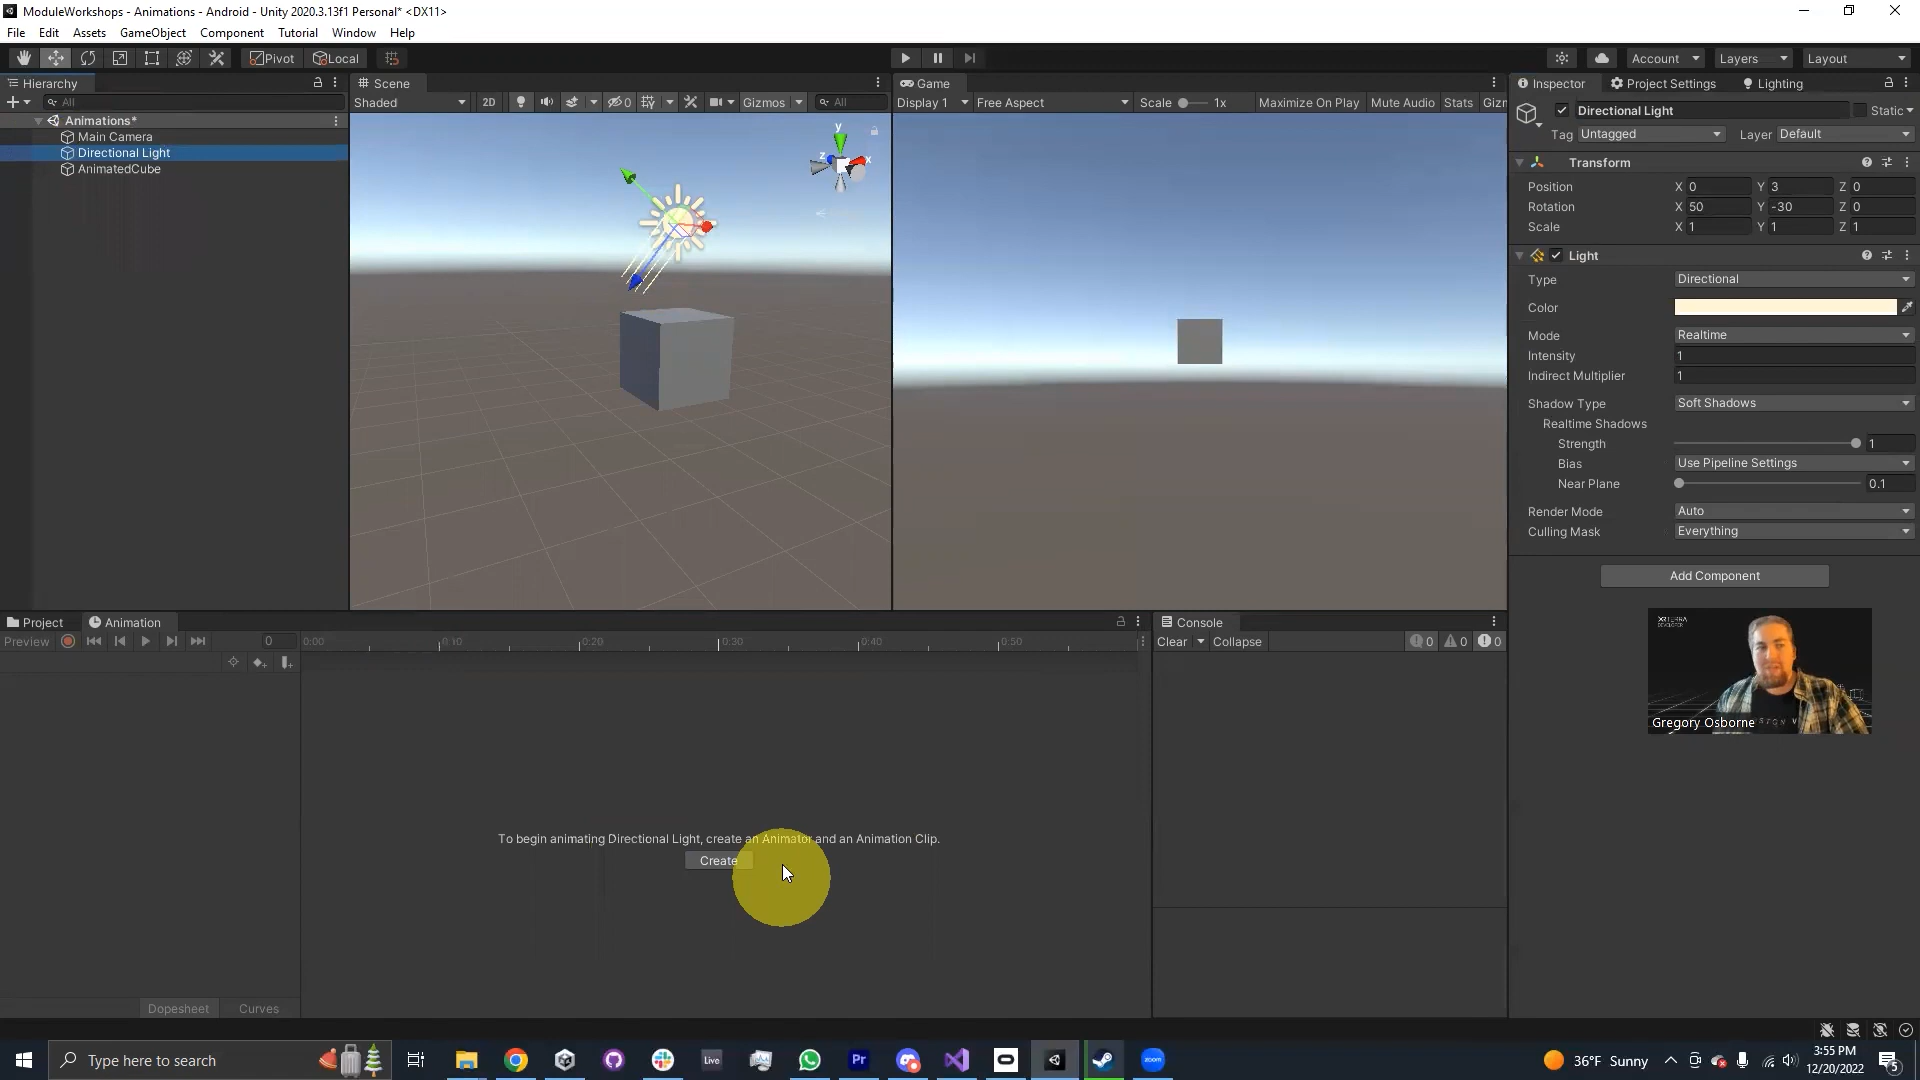 ModuleWorkshops - Animations - Android - Unity 2020.3.13f1 Personal* <DX11>
File Edit Assets GameObject Component Tutorial Window Help
Pivot Local Account Layers Layout
Hierarchy
All
Animations*
Main Camera
Directional Light
AnimatedCube
Scene
Shaded 2D 0 Gizmos All
y
z x
Game
Display 1 Free Aspect Scale 1x Maximize On Play Mute Audio Stats Giz
Inspector Project Settings Lighting
Directional Light Static
Tag Untagged Layer Default
Transform
Position X 0 Y 3 Z 0
Rotation X 50 Y -30 Z 0
Scale X 1 Y 1 Z 1
Light
Type Directional
Color
Mode Realtime
Intensity 1
Indirect Multiplier 1
Shadow Type Soft Shadows
Realtime Shadows
Strength 1
Bias Use Pipeline Settings
Near Plane 0.1
Render Mode Auto
Culling Mask Everything
Add Component
XRTERRA
DEVELOPER
Gregory Osborne
Project Animation
Preview 0 0:00 0:10 0:20 0:30 0:40 0:50
To begin animating Directional Light, create an Animator and an Animation Clip.
Create
Dopesheet Curves
Console
Clear Collapse 0 0 0
Type here to search
Live
Pr
zoom
36°F Sunny
3:55 PM
12/20/2022
5